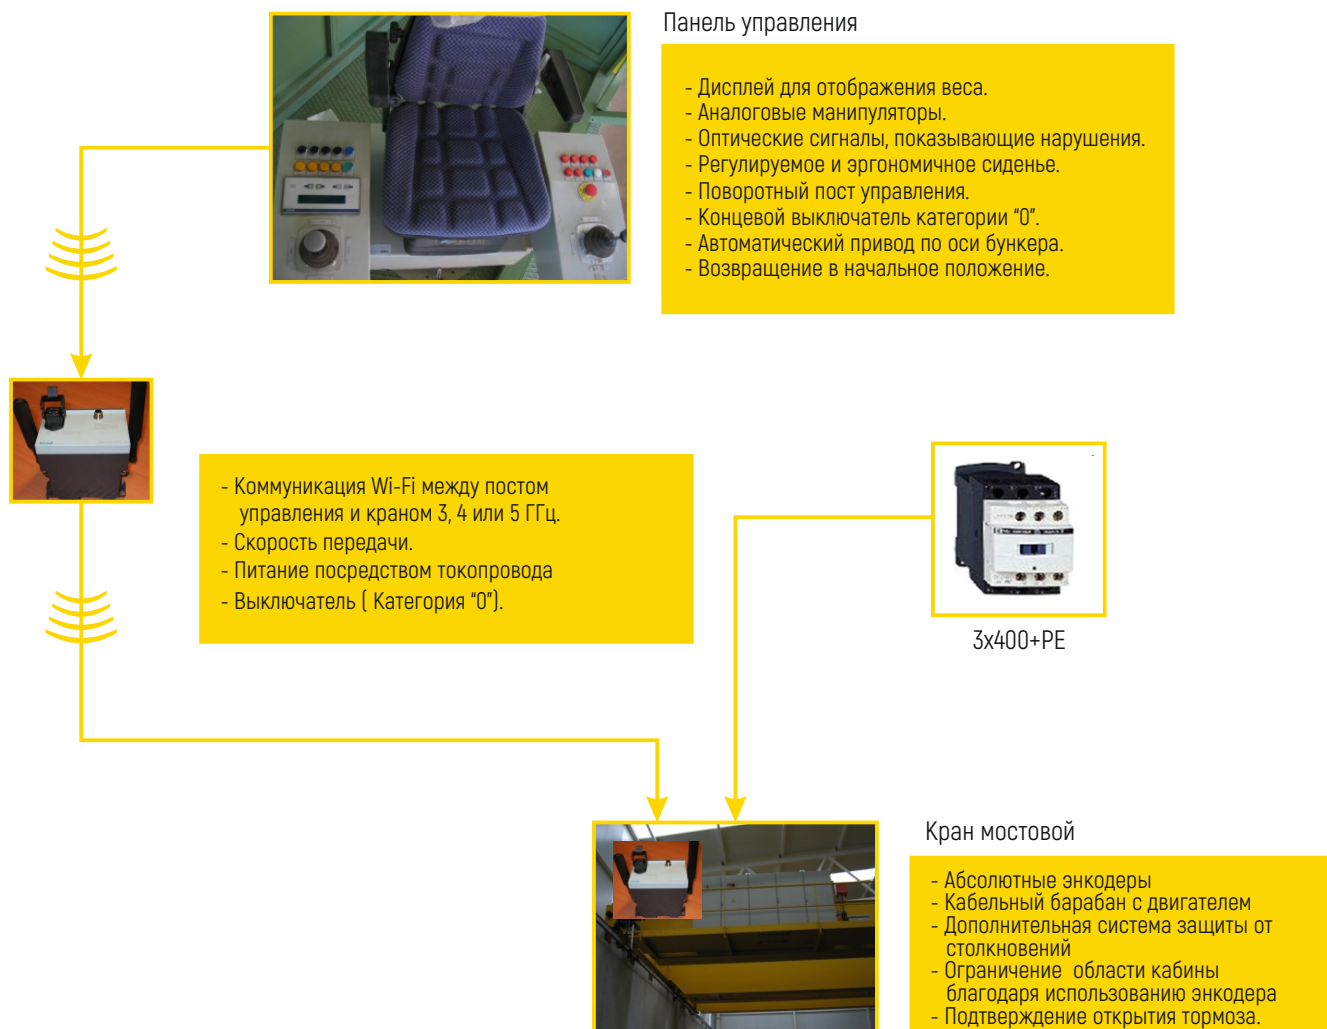 Панель управления
- Дисплей для отображения веса.
- Аналоговые манипуляторы.
- Оптические сигналы, показывающие нарушения.
- Регулируемое и эргономичное сиденье.
- Поворотный пост управления.
- Концевой выключатель категории “0”.
- Автоматический привод по оси бункера.
- Возвращение в начальное положение.
- Коммуникация Wi-Fi между постом
управления и краном 3, 4 или 5 ГГц.
- Скорость передачи.
- Питание посредством токопровода
- Выключатель ( Категория “0”).
3x400+PE
Кран мостовой
- Абсолютные энкодеры
- Кабельный барабан с двигателем
- Дополнительная система защиты от
столкновений
- Ограничение области кабины
благодаря использованию энкодера
- Подтверждение открытия тормоза.